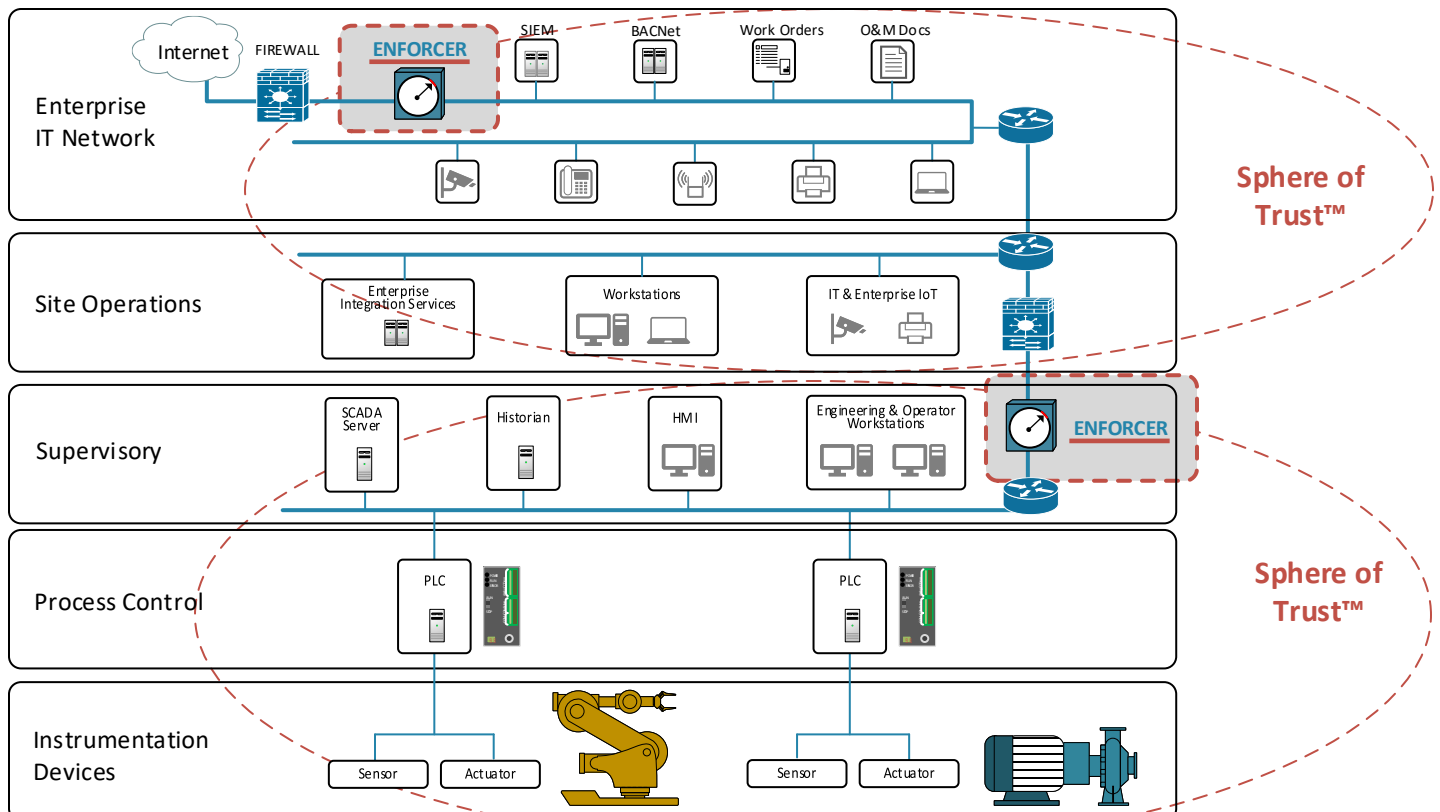 Internet
FIREWALL
ENFORCER
SIEM
BACNet
Work Orders
O&M Docs
Enterprise
IT Network
Sphere of
Trust™
Site Operations
Enterprise
Integration Services
Workstations
IT & Enterprise IoT
Supervisory
SCADA
Server
Historian
HMI
Engineering & Operator
Workstations
ENFORCER
Process Control
PLC
PLC
Sphere of
Trust™
Instrumentation
Devices
Sensor
Actuator
Sensor
Actuator